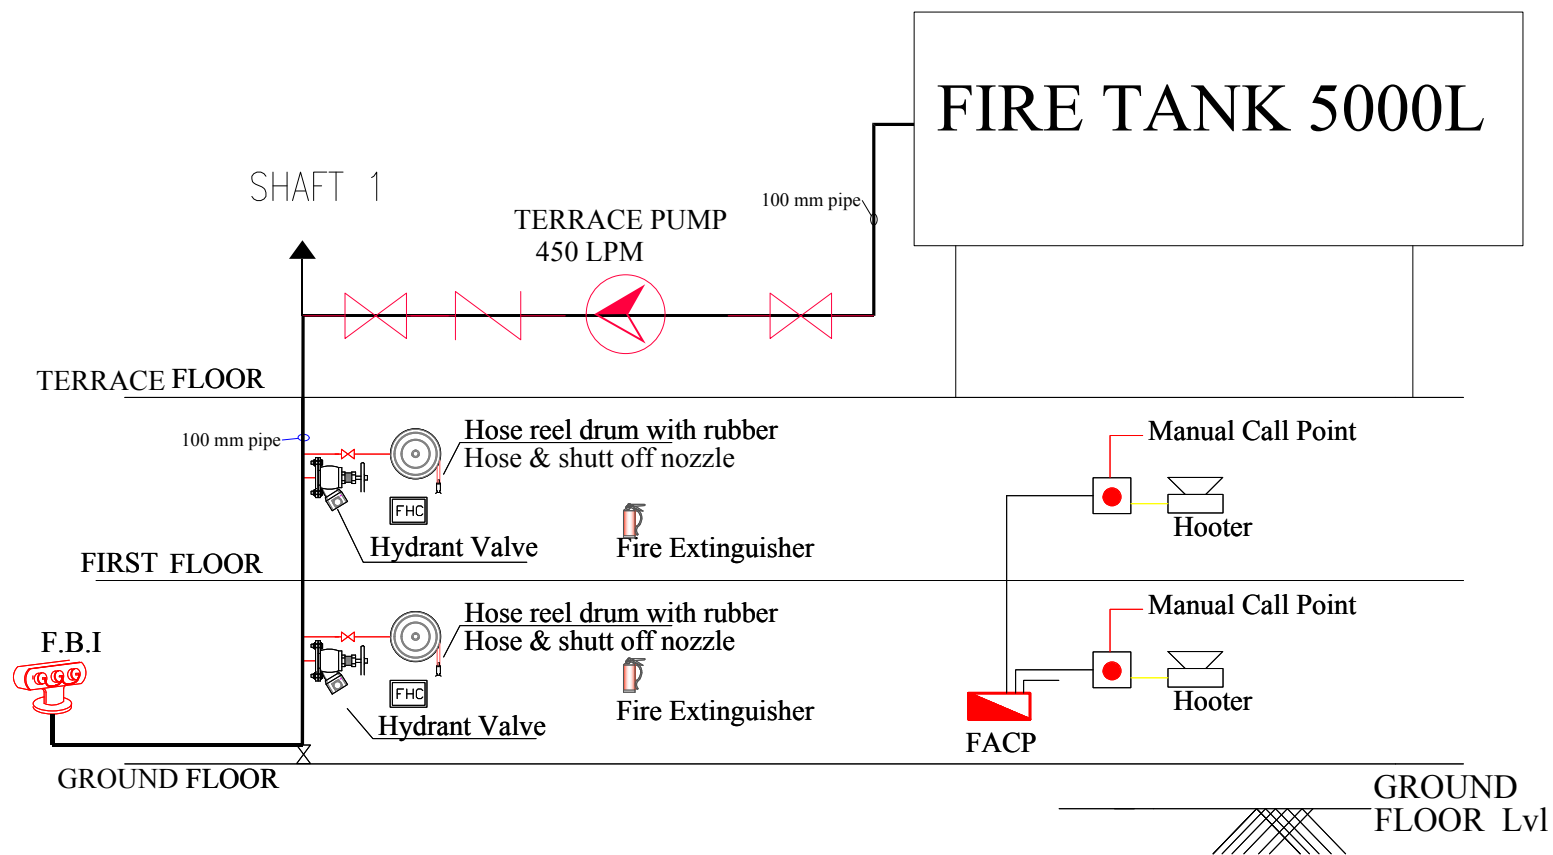 FIRE TANK 5000L
SHAFT 1
100 mm pipe
TERRACE PUMP
450 LPM
TERRACE FLOOR
100 mm pipe
Hose reel drum with rubber
Hose & shutt off nozzle
FHC
Hydrant Valve
Fire Extinguisher
Manual Call Point
Hooter
FIRST FLOOR
Hose reel drum with rubber
Hose & shutt off nozzle
FHC
Hydrant Valve
Fire Extinguisher
Manual Call Point
Hooter
F.B.I
FACP
GROUND FLOOR
GROUND
FLOOR Lvl